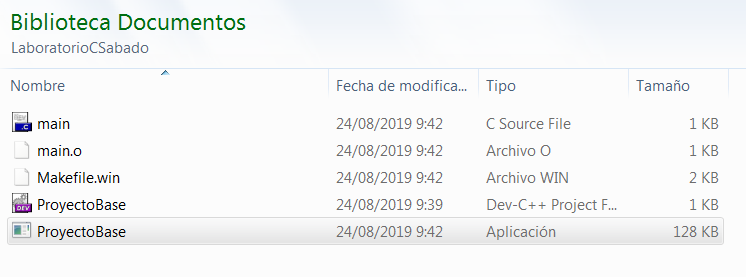 Biblioteca Documentos
LaboratorioCSabado
Nombre Fecha de modifica... Tipo Tamaño
main 24/08/2019 9:42 C Source File 1 KB
main.o 24/08/2019 9:42 Archivo O 1 KB
Makefile.win 24/08/2019 9:42 Archivo WIN 2 KB
ProyectoBase 24/08/2019 9:39 Dev-C++ Project F... 1 KB
ProyectoBase 24/08/2019 9:42 Aplicación 128 KB